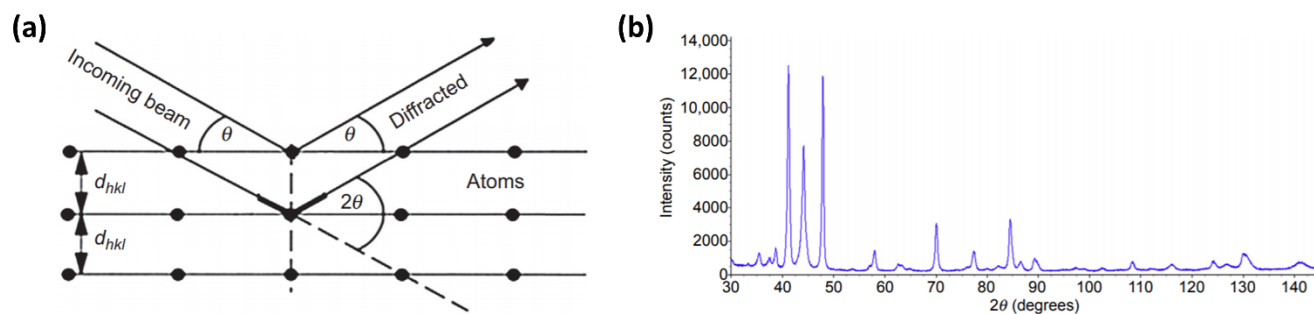 (a)
Incoming beam
θ
θ
Diffracted
d_hkl
2θ
Atoms
d_hkl
(b)
14,000
12,000
10,000
8000
6000
4000
2000
0
30 40 50 60 70 80 90 100 110 120 130 140
Intensity (counts)
2θ (degrees)